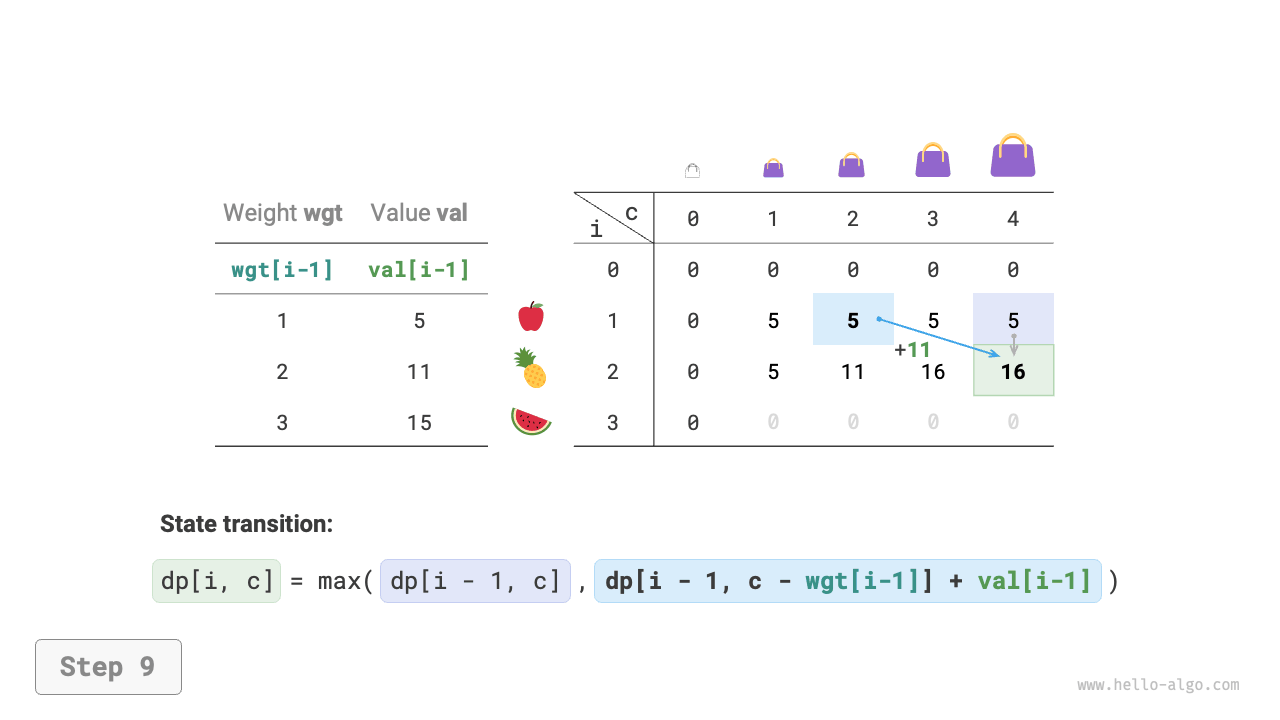 Weight wgt Value val
wgt[i-1] val[i-1]
1 5
2 11
3 15
i c 0 1 2 3 4
0 0 0 0 0 0
1 0 5 5 5 5
+11
2 0 5 11 16 16
3 0 0 0 0 0
State transition:
dp[i, c] = max( dp[i - 1, c] , dp[i - 1, c - wgt[i-1]] + val[i-1] )
Step 9
www.hello-algo.com